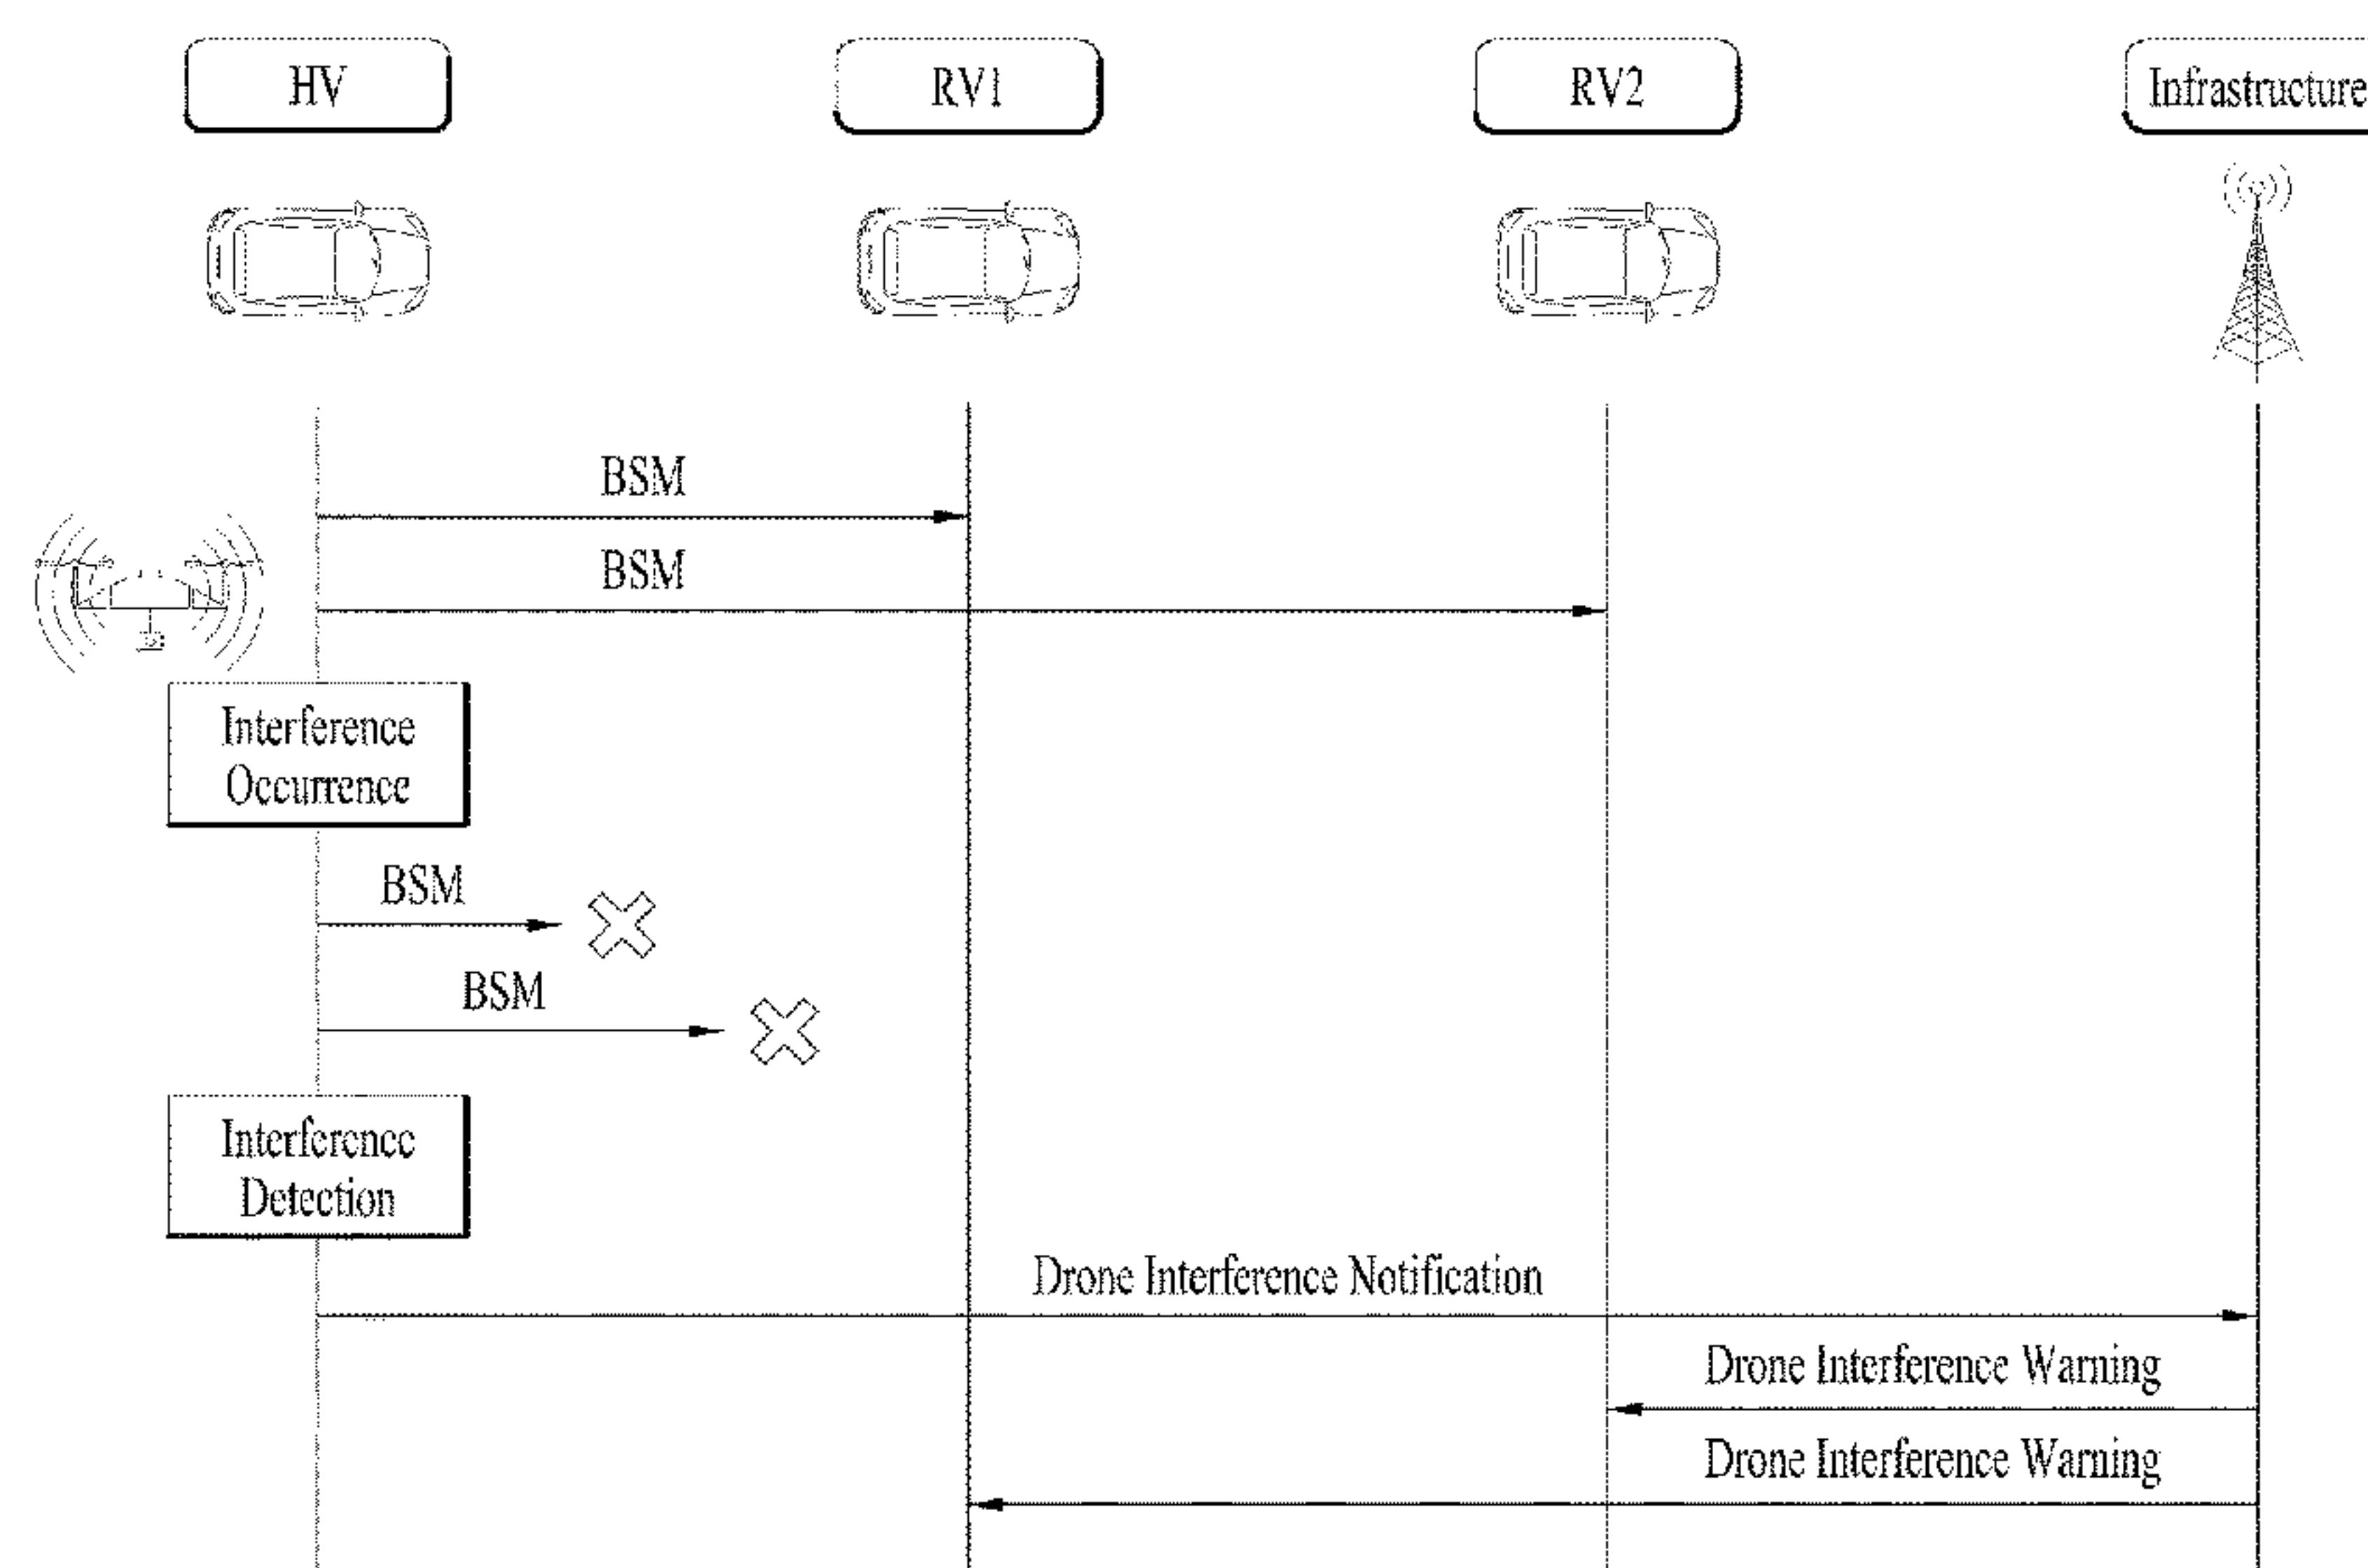 HV
RV1
RV2
Infrastructure
BSM
BSM
Interference
Occurrence
BSM
BSM
Interference
Detection
Drone Interference Notification
Drone Interference Warning
Drone Interference Warning